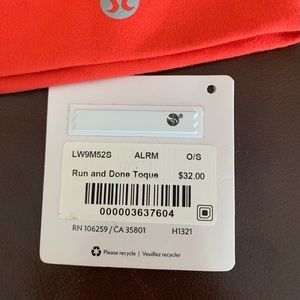 LW9M52S ALRM O/S
Run and Done Toque $32.00
000003637604
RN 106259 / CA 35801 H1321
Please recycle | Veuillez recycler